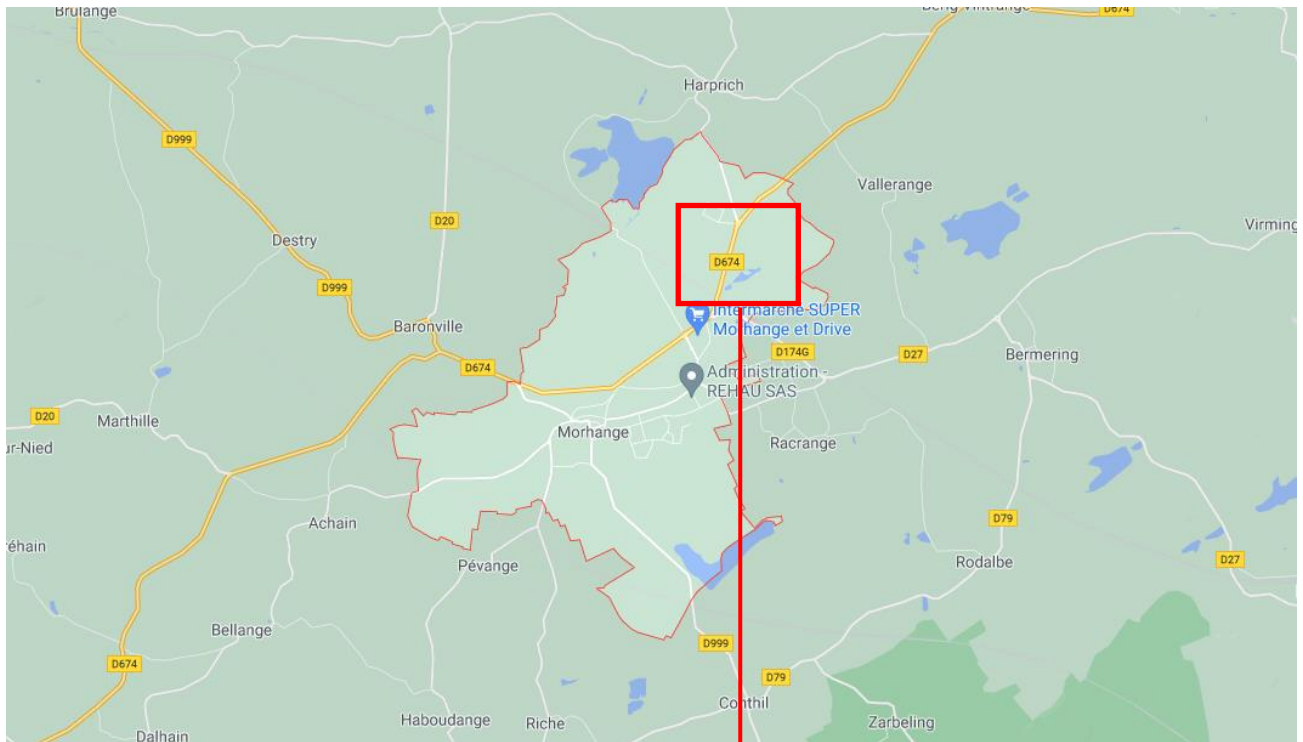 Brulange
D674
Harprich
D999
Vallerange
D20
Virming
Destry
D674
D999
Intermarché SUPER
Morhange et Drive
Baronville
D174G
D27
Bermering
D674
Administration -
REHAU SAS
D20
Marthille
Morhange
Racrange
ur-Nied
D79
Achain
réhain
Pévange
Rodalbe
D27
Bellange
D999
D674
D79
Conthil
Haboudange
Riche
Zarbeling
Dalhain